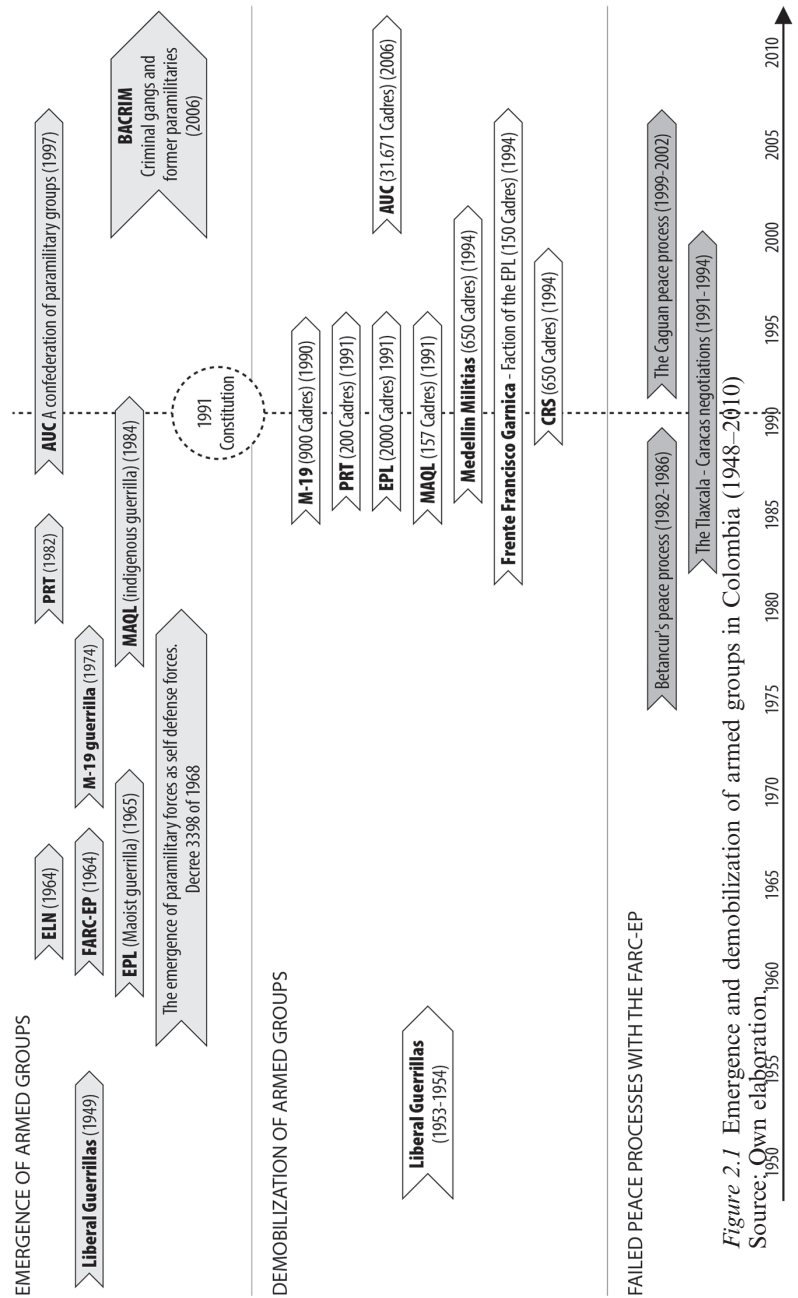 EMERGENCE OF ARMED GROUPS
Liberal Guerrillas (1949)
ELN (1964)
FARC-EP (1964)
EPL (Maoist guerrilla) (1965)
The emergence of paramilitary forces as self defense forces.
Decree 3398 of 1968
M-19 guerrilla (1974)
PRT (1982)
MAQL (indigenous guerrilla) (1984)
AUC A confederation of paramilitary groups (1997)
BACRIM
Criminal gangs and
former paramilitaries
(2006)
1991
Constitution
DEMOBILIZATION OF ARMED GROUPS
Liberal Guerrillas
(1953-1954)
M-19 (900 Cadres) (1990)
PRT (200 Cadres) (1991)
EPL (2000 Cadres) 1991)
MAQL (157 Cadres) (1991)
Medellin Militias (650 Cadres) (1994)
Frente Francisco Garnica - Faction of the EPL (150 Cadres) (1994)
CRS (650 Cadres) (1994)
AUC (31.671 Cadres) (2006)
FAILED PEACE PROCESSES WITH THE FARC-EP
Betancur's peace process (1982-1986)
The Caguan peace process (1999-2002)
The Tlaxcala - Caracas negotiations (1991-1994)
1950 1955 1960 1965 1970 1975 1980 1985 1990 1995 2000 2005 2010
Figure 2.1 Emergence and demobilization of armed groups in Colombia (1948–2010)
Source: Own elaboration.